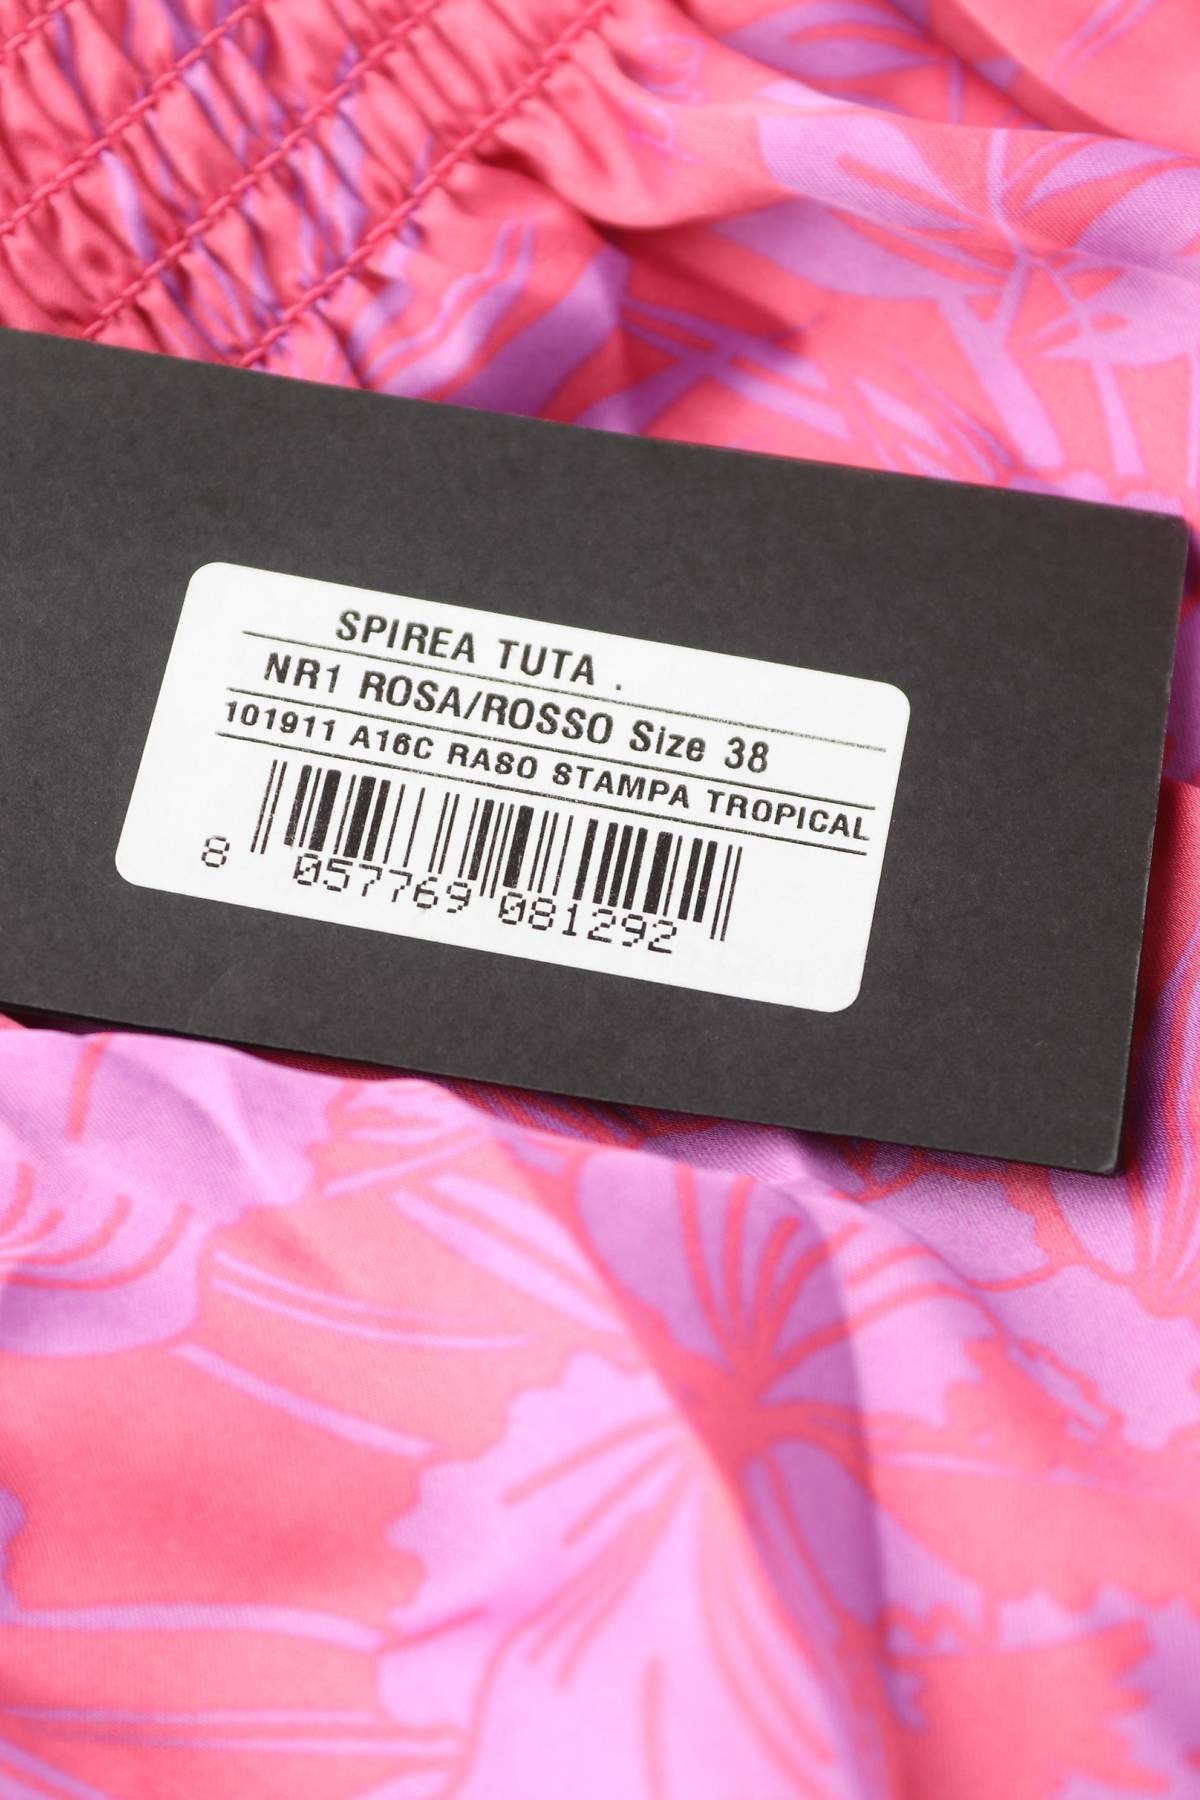 SPIREA TUTA .
NR1 ROSA/ROSSO Size 38
101911 A16C RASO STAMPA TROPICAL
8 057769 081292